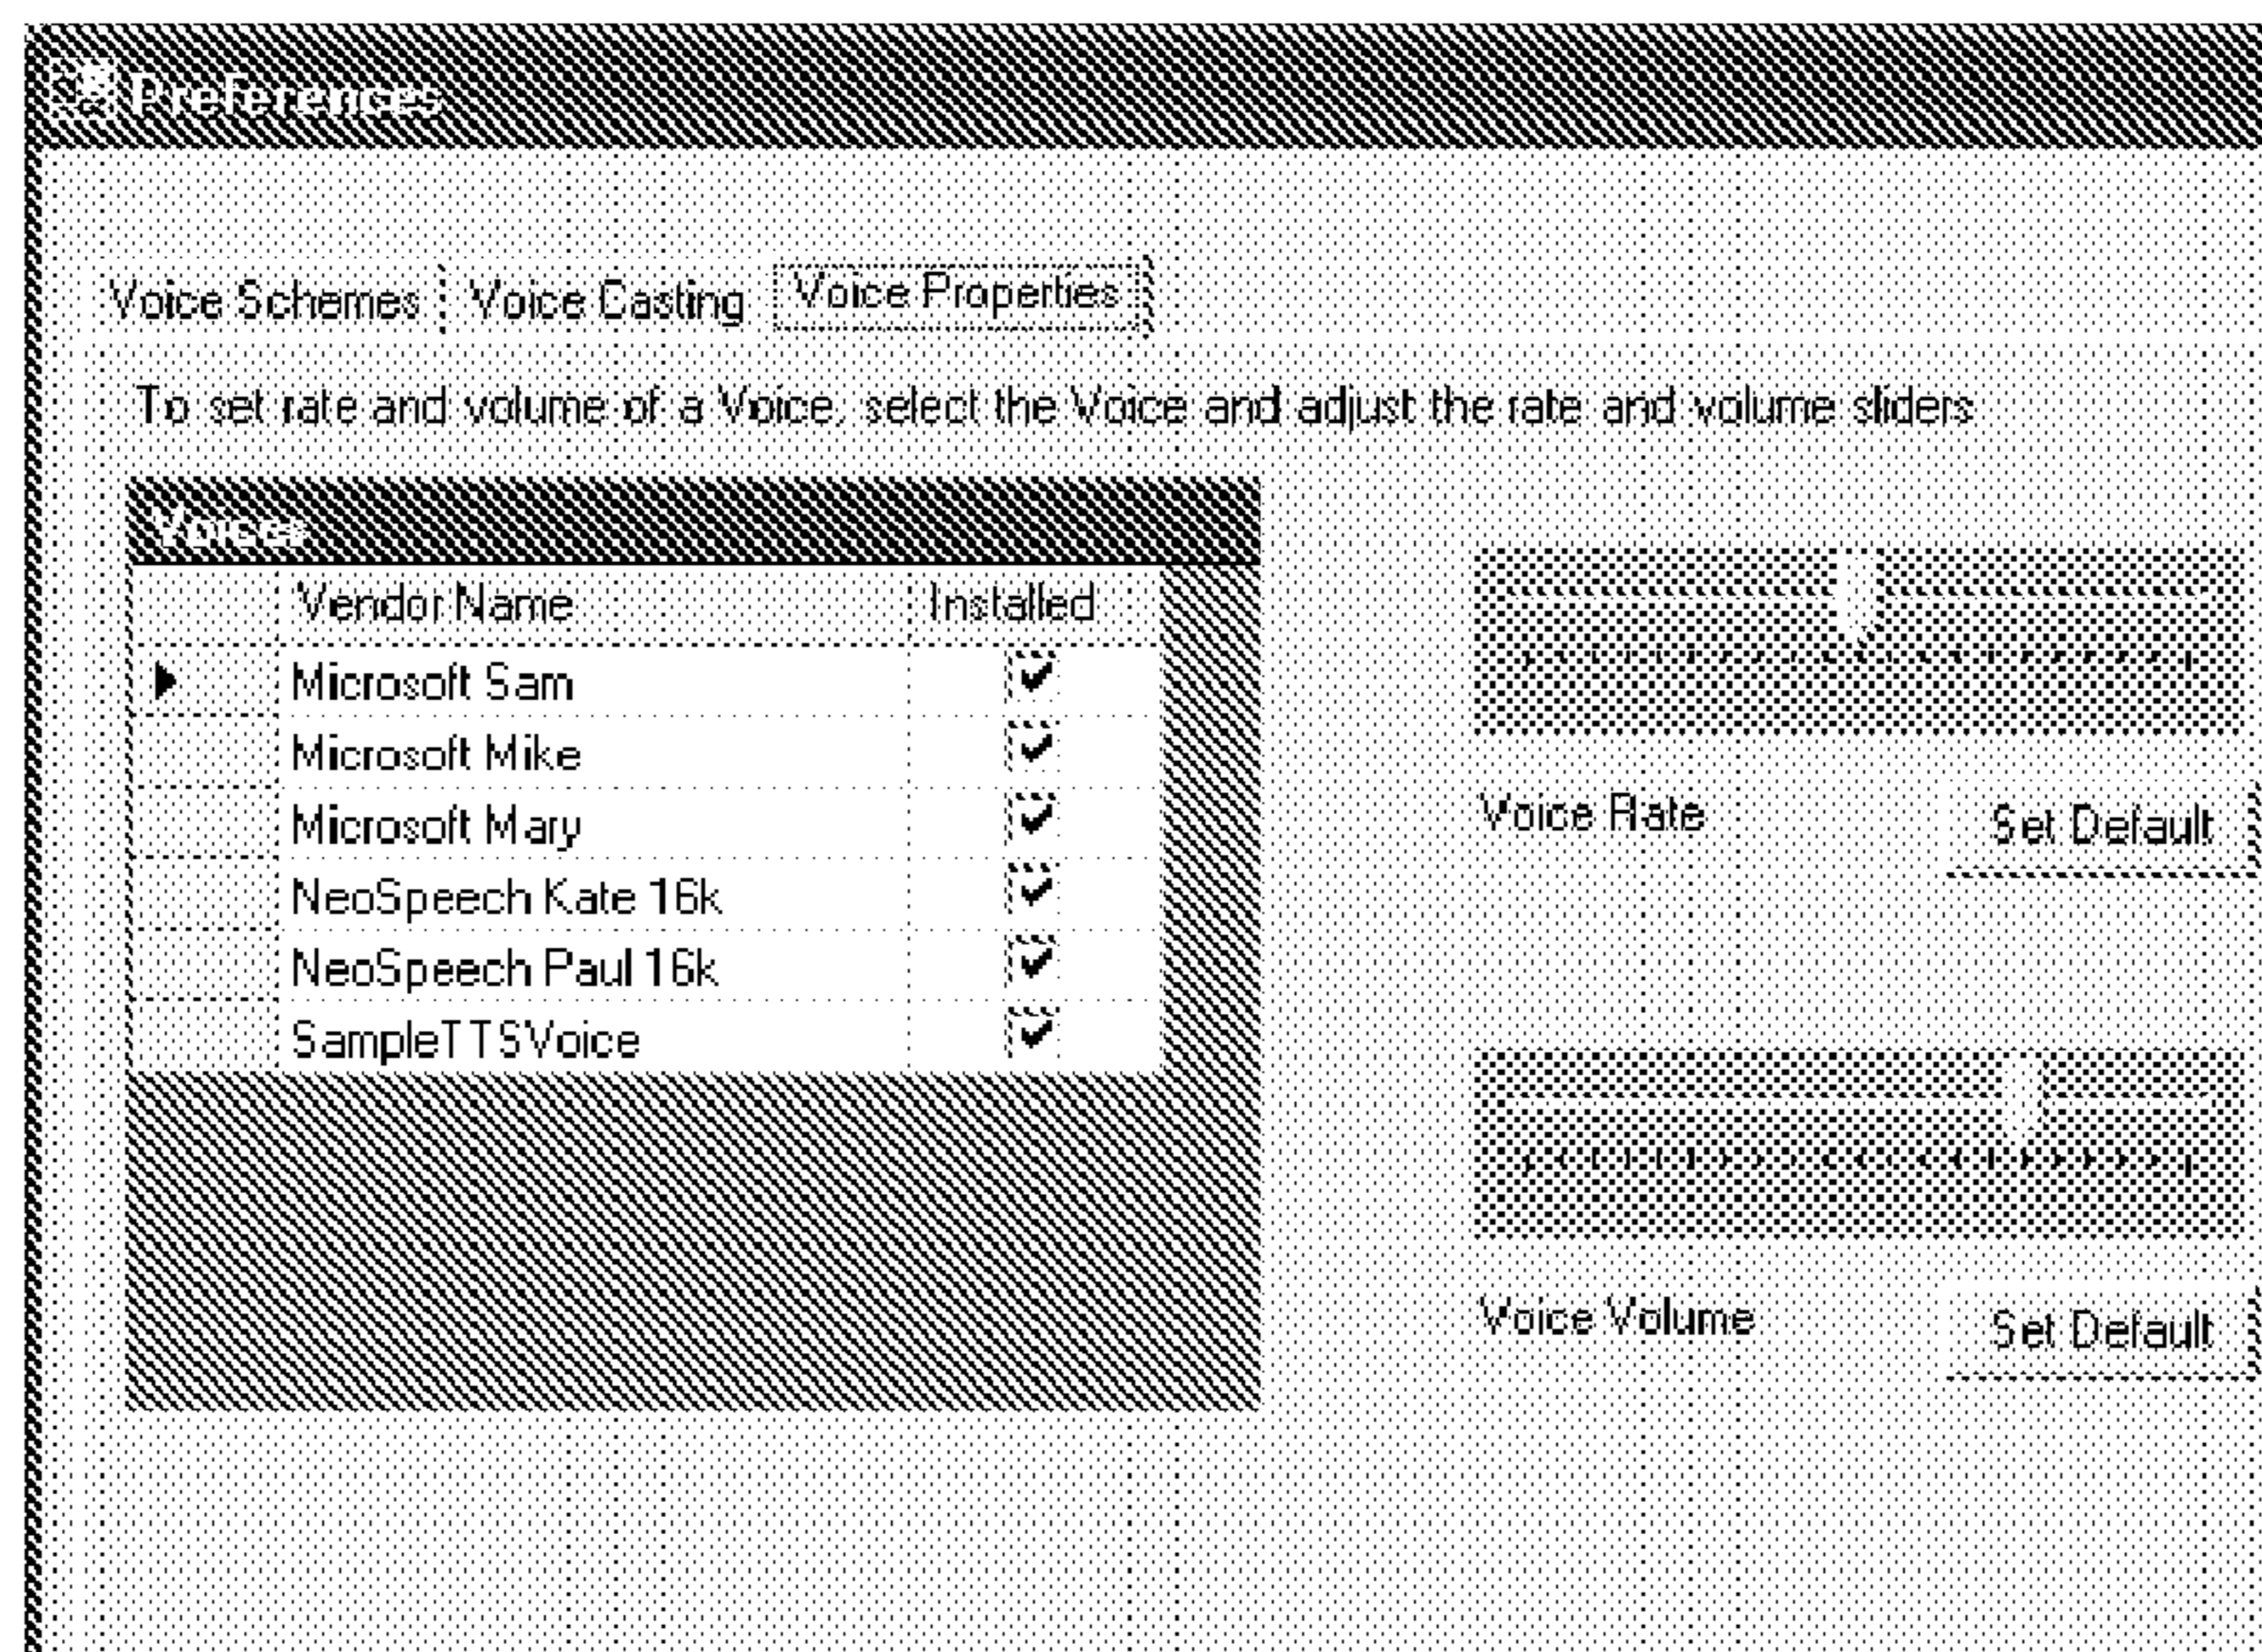 Preferences
Voice Schemes Voice Casting Voice Properties
To set rate and volume of a Voice, select the Voice and adjust the rate and volume sliders
Voices
Vendor Name Installed
Microsoft Sam
Microsoft Mike
Microsoft Mary
NeoSpeech Kate 16k
NeoSpeech Paul 16k
SampleTTSVoice
Voice Rate Set Default
Voice Volume Set Default